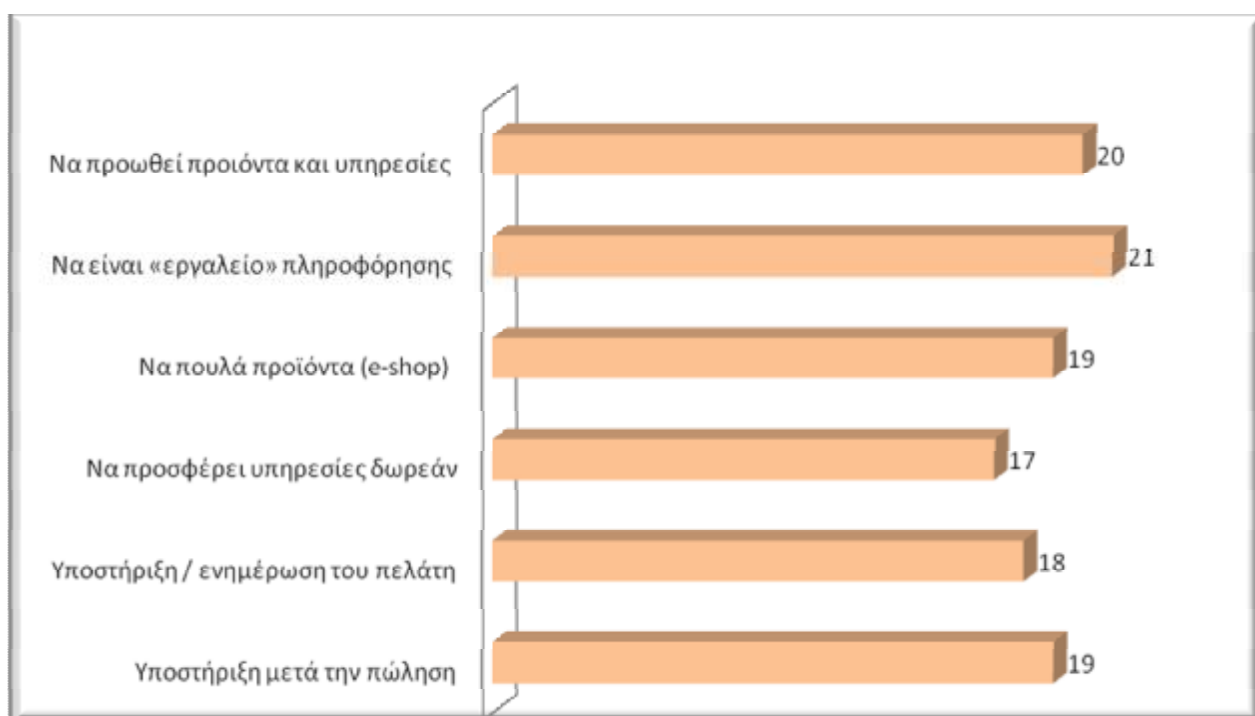 Να προωθεί προιόντα και υπηρεσίες 20
Να είναι «εργαλείο» πληροφόρησης 21
Να πουλά προϊόντα (e-shop) 19
Να προσφέρει υπηρεσίες δωρεάν 17
Υποστήριξη / ενημέρωση του πελάτη 18
Υποστήριξη μετά την πώληση 19